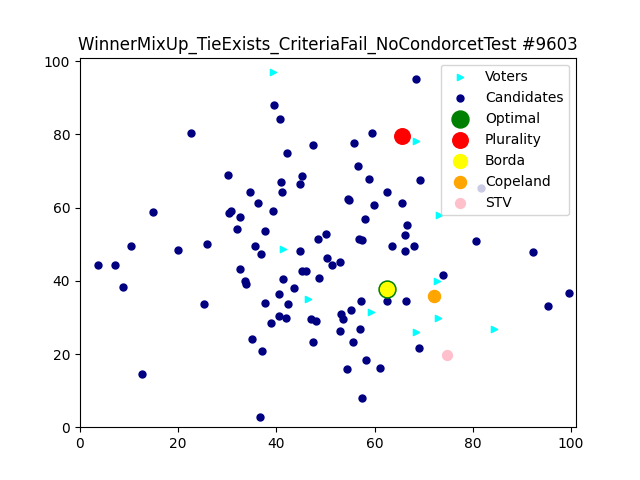 WinnerMixUp_TieExists_CriteriaFail_NoCondorcetTest #9603
100
80
60
40
20
0
0 20 40 60 80 100
Voters
Candidates
Optimal
Plurality
Borda
Copeland
STV